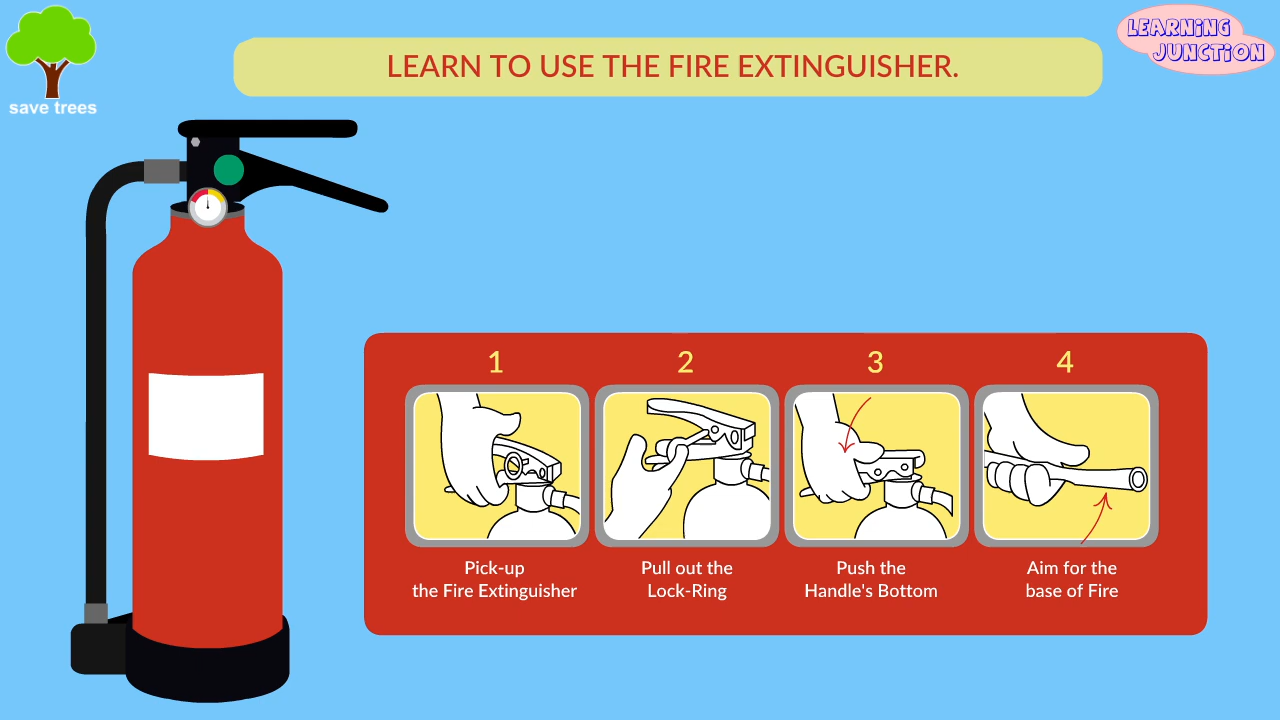 save trees
LEARN TO USE THE FIRE EXTINGUISHER.
LEARNING
JUNCTION
1
2
3
4
Pick-up
the Fire Extinguisher
Pull out the
Lock-Ring
Push the
Handle's Bottom
Aim for the
base of Fire